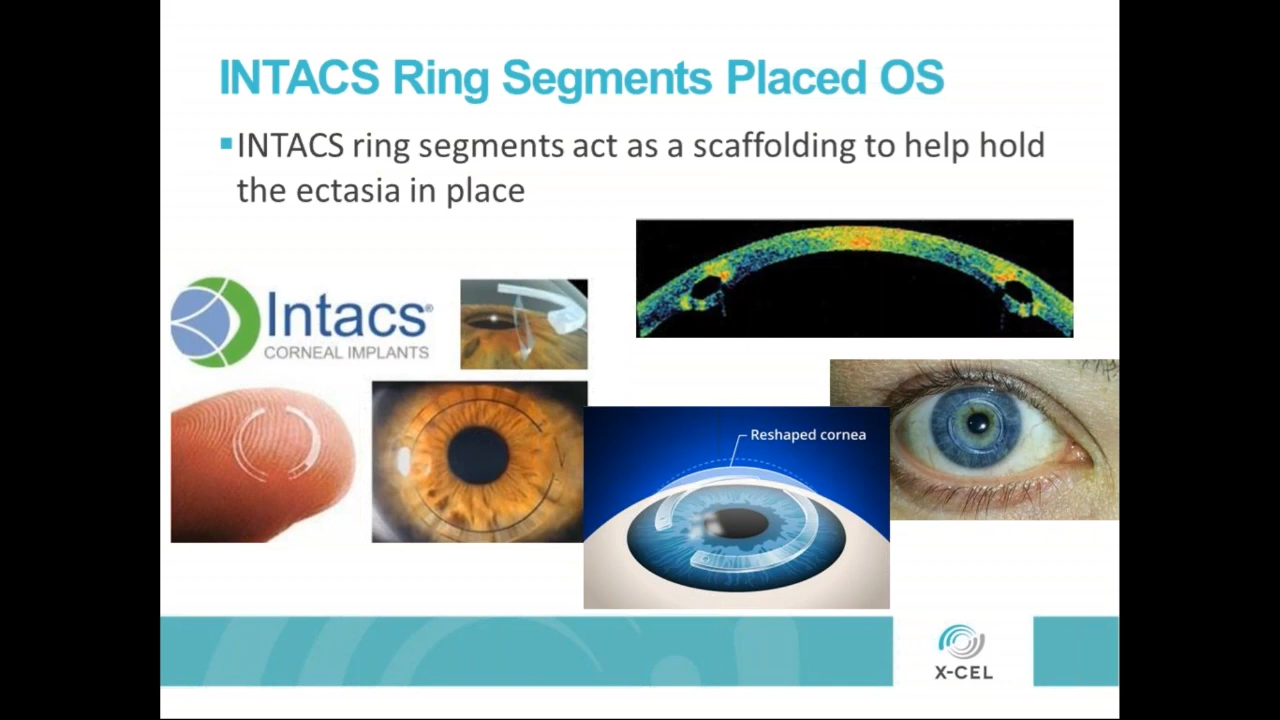 INTACS Ring Segments Placed OS
▪INTACS ring segments act as a scaffolding to help hold
the ectasia in place
Intacs®
CORNEAL IMPLANTS
Reshaped cornea
X-CEL